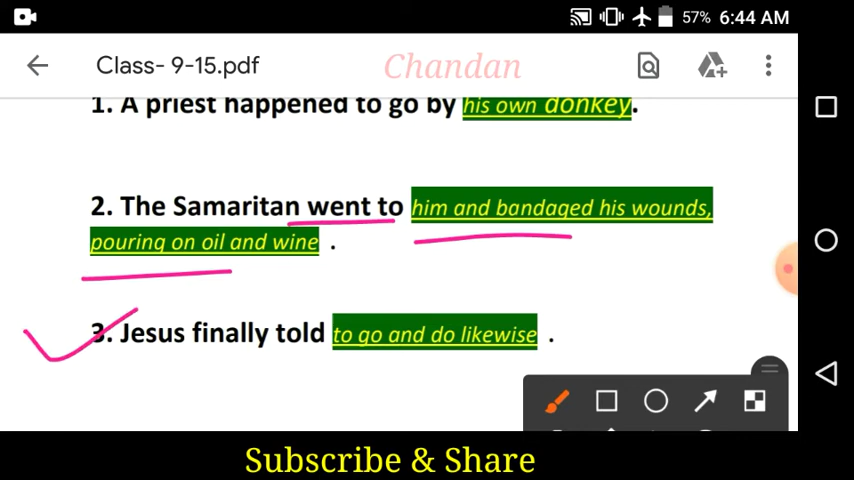 57% 6:44 AM
Class- 9-15.pdf
Chandan
1. A priest happened to go by his own donkey.
2. The Samaritan went to him and bandaged his wounds,
pouring on oil and wine .
3. Jesus finally told to go and do likewise .
Subscribe & Share